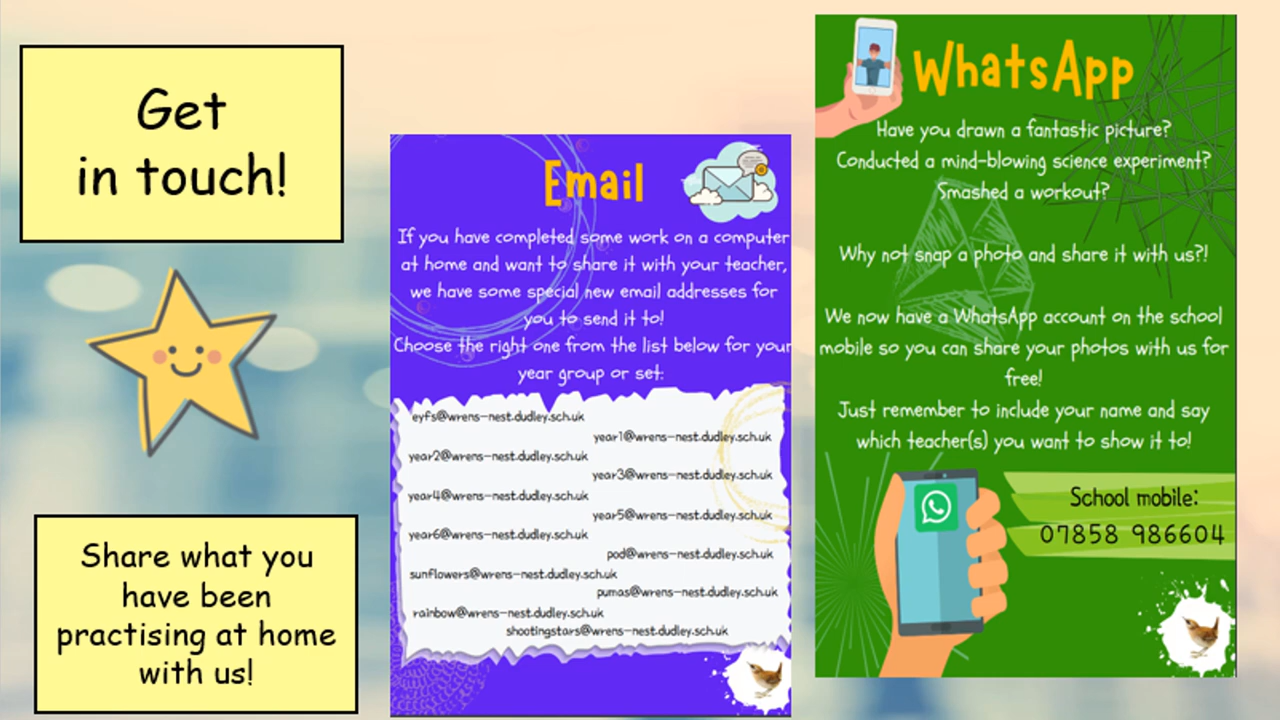 Get
in touch!
Share what you
have been
practising at home
with us!
Email
If you have completed some work on a computer
at home and want to share it with your teacher,
we have some special new email addresses for
you to send it to!
Choose the right one from the list below for your
year group or set:
eyfs@wrens-nest.dudley.sch.uk
year1@wrens-nest.dudley.sch.uk
year2@wrens-nest.dudley.sch.uk
year3@wrens-nest.dudley.sch.uk
year4@wrens-nest.dudley.sch.uk
year5@wrens-nest.dudley.sch.uk
year6@wrens-nest.dudley.sch.uk
pod@wrens-nest.dudley.sch.uk
sunflowers@wrens-nest.dudley.sch.uk
pumas@wrens-nest.dudley.sch.uk
rainbow@wrens-nest.dudley.sch.uk
shootingstars@wrens-nest.dudley.sch.uk
WhatsApp
Have you drawn a fantastic picture?
Conducted a mind-blowing science experiment?
Smashed a workout?
Why not snap a photo and share it with us?!
We now have a WhatsApp account on the school
mobile so you can share your photos with us for
free!
Just remember to include your name and say
which teacher(s) you want to show it to!
School mobile:
07858 986604